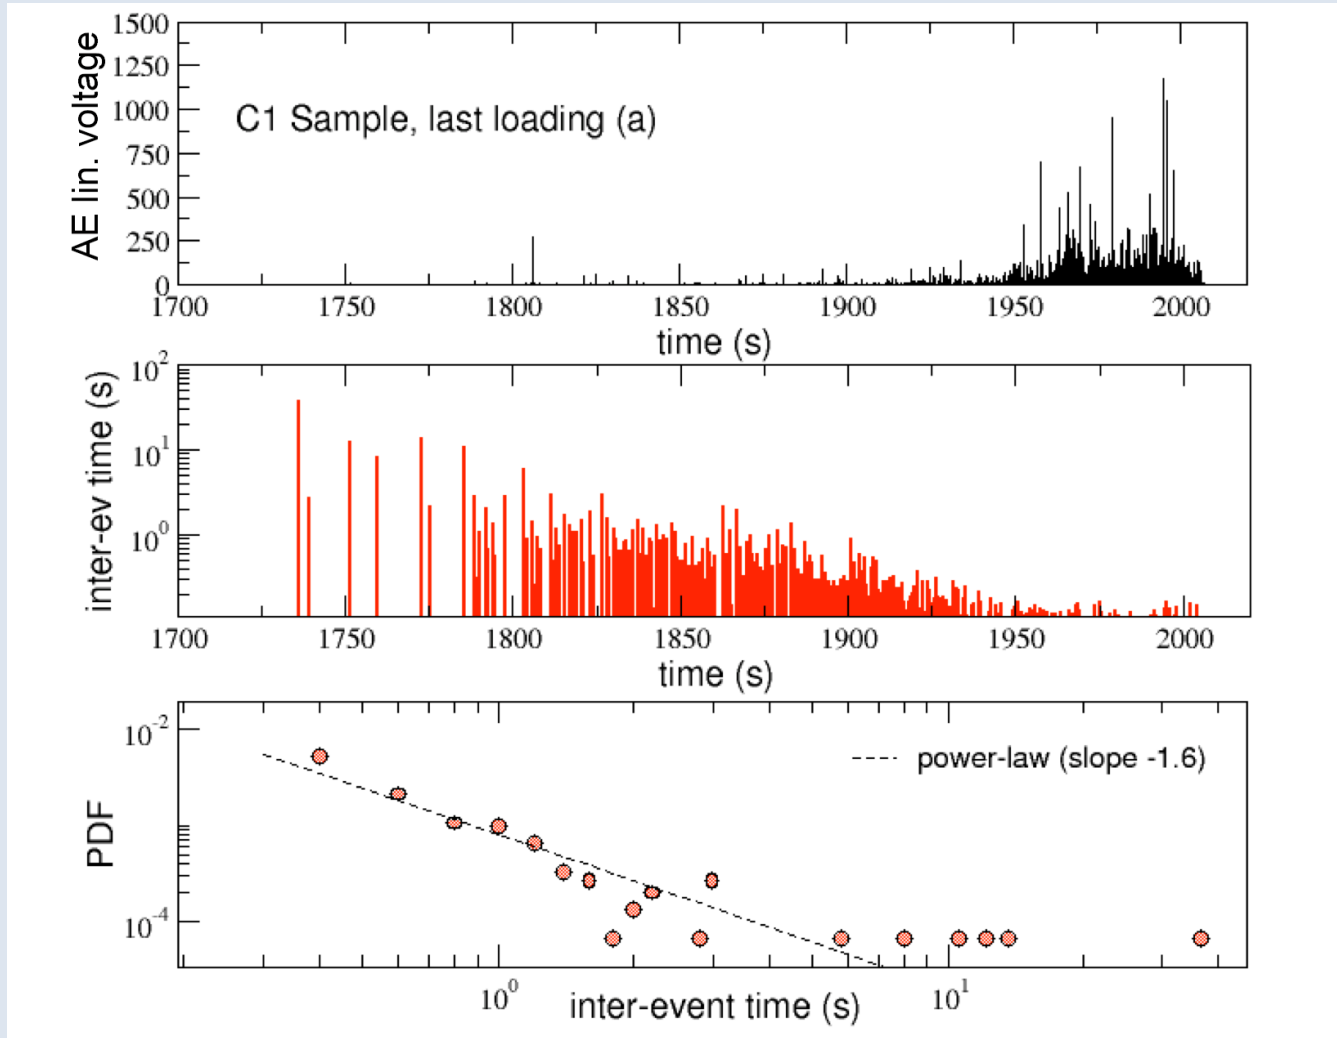 AE lin. voltage
1500
1250
1000
750
500
250
0
C1 Sample, last loading (a)
1700 1750 1800 1850 1900 1950 2000
time (s)
inter-ev time (s)
10^2
10^1
10^0
1700 1750 1800 1850 1900 1950 2000
time (s)
PDF
10^-2
10^-4
power-law (slope -1.6)
10^0 10^1
inter-event time (s)